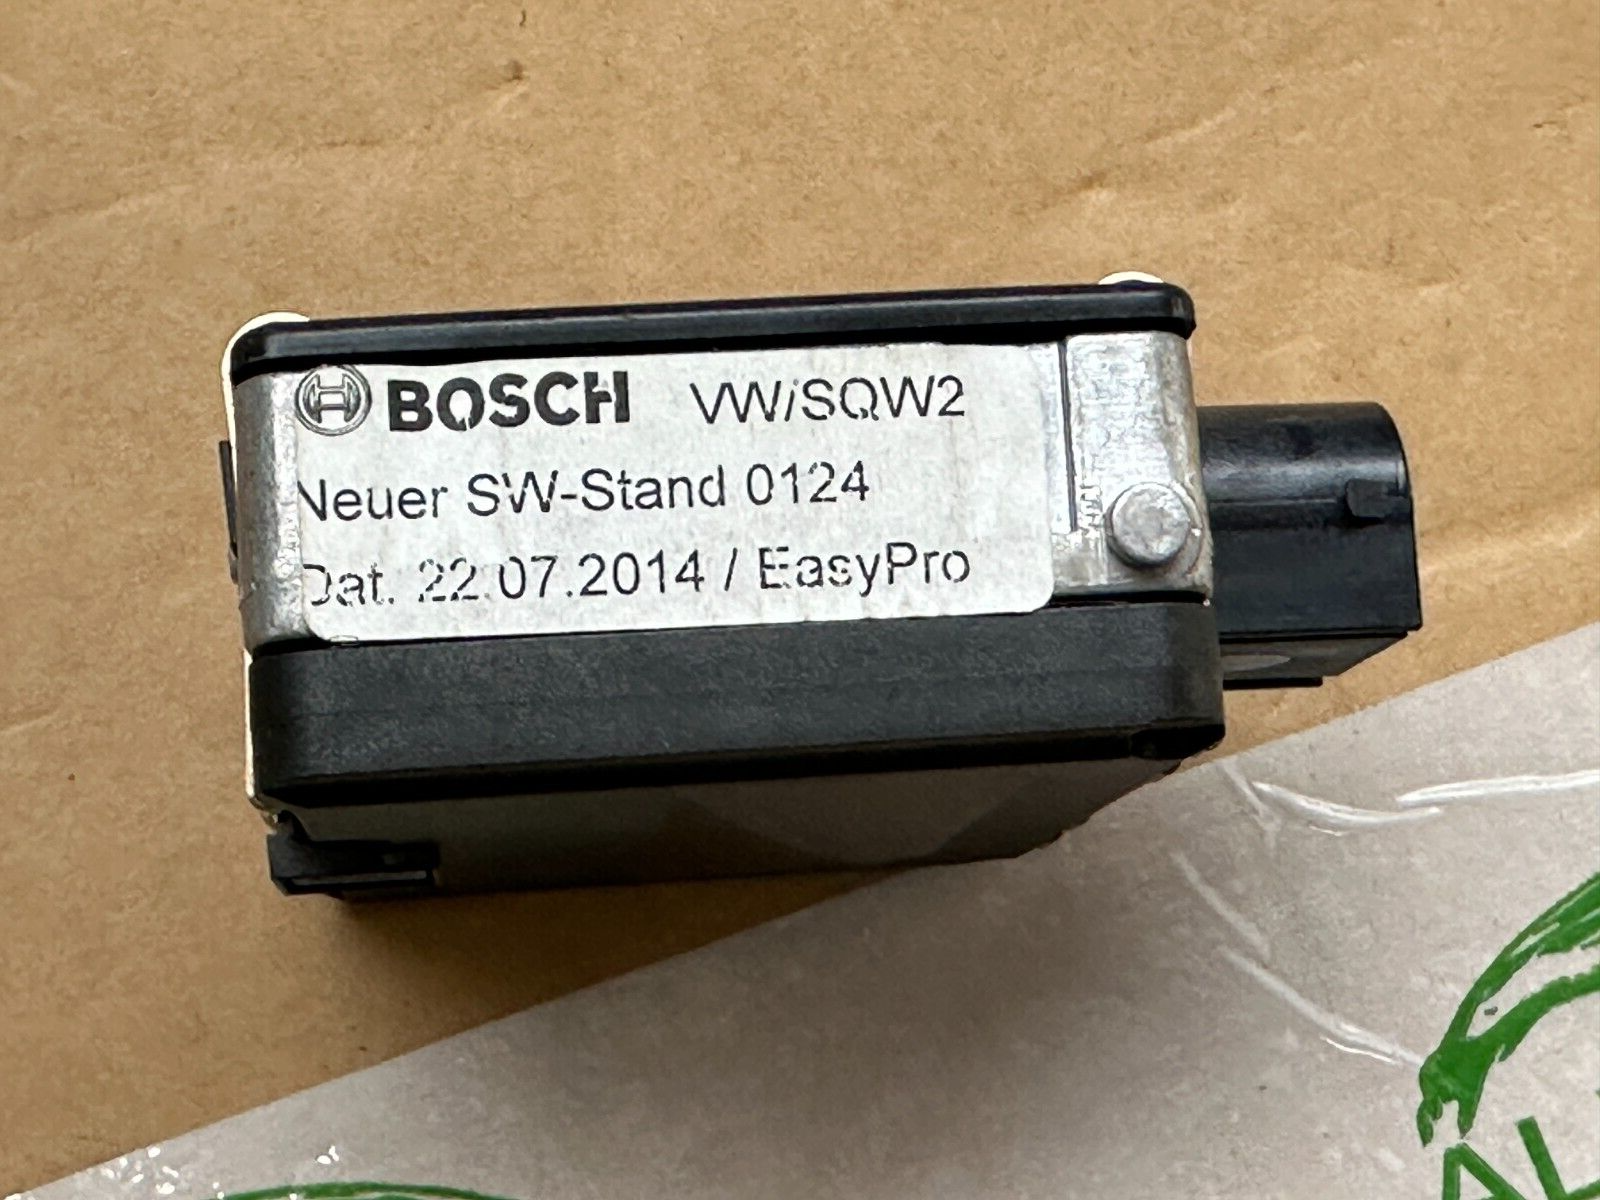 BOSCH VW/SQW2
Neuer SW-Stand 0124
Dat. 22.07.2014 / EasyPro